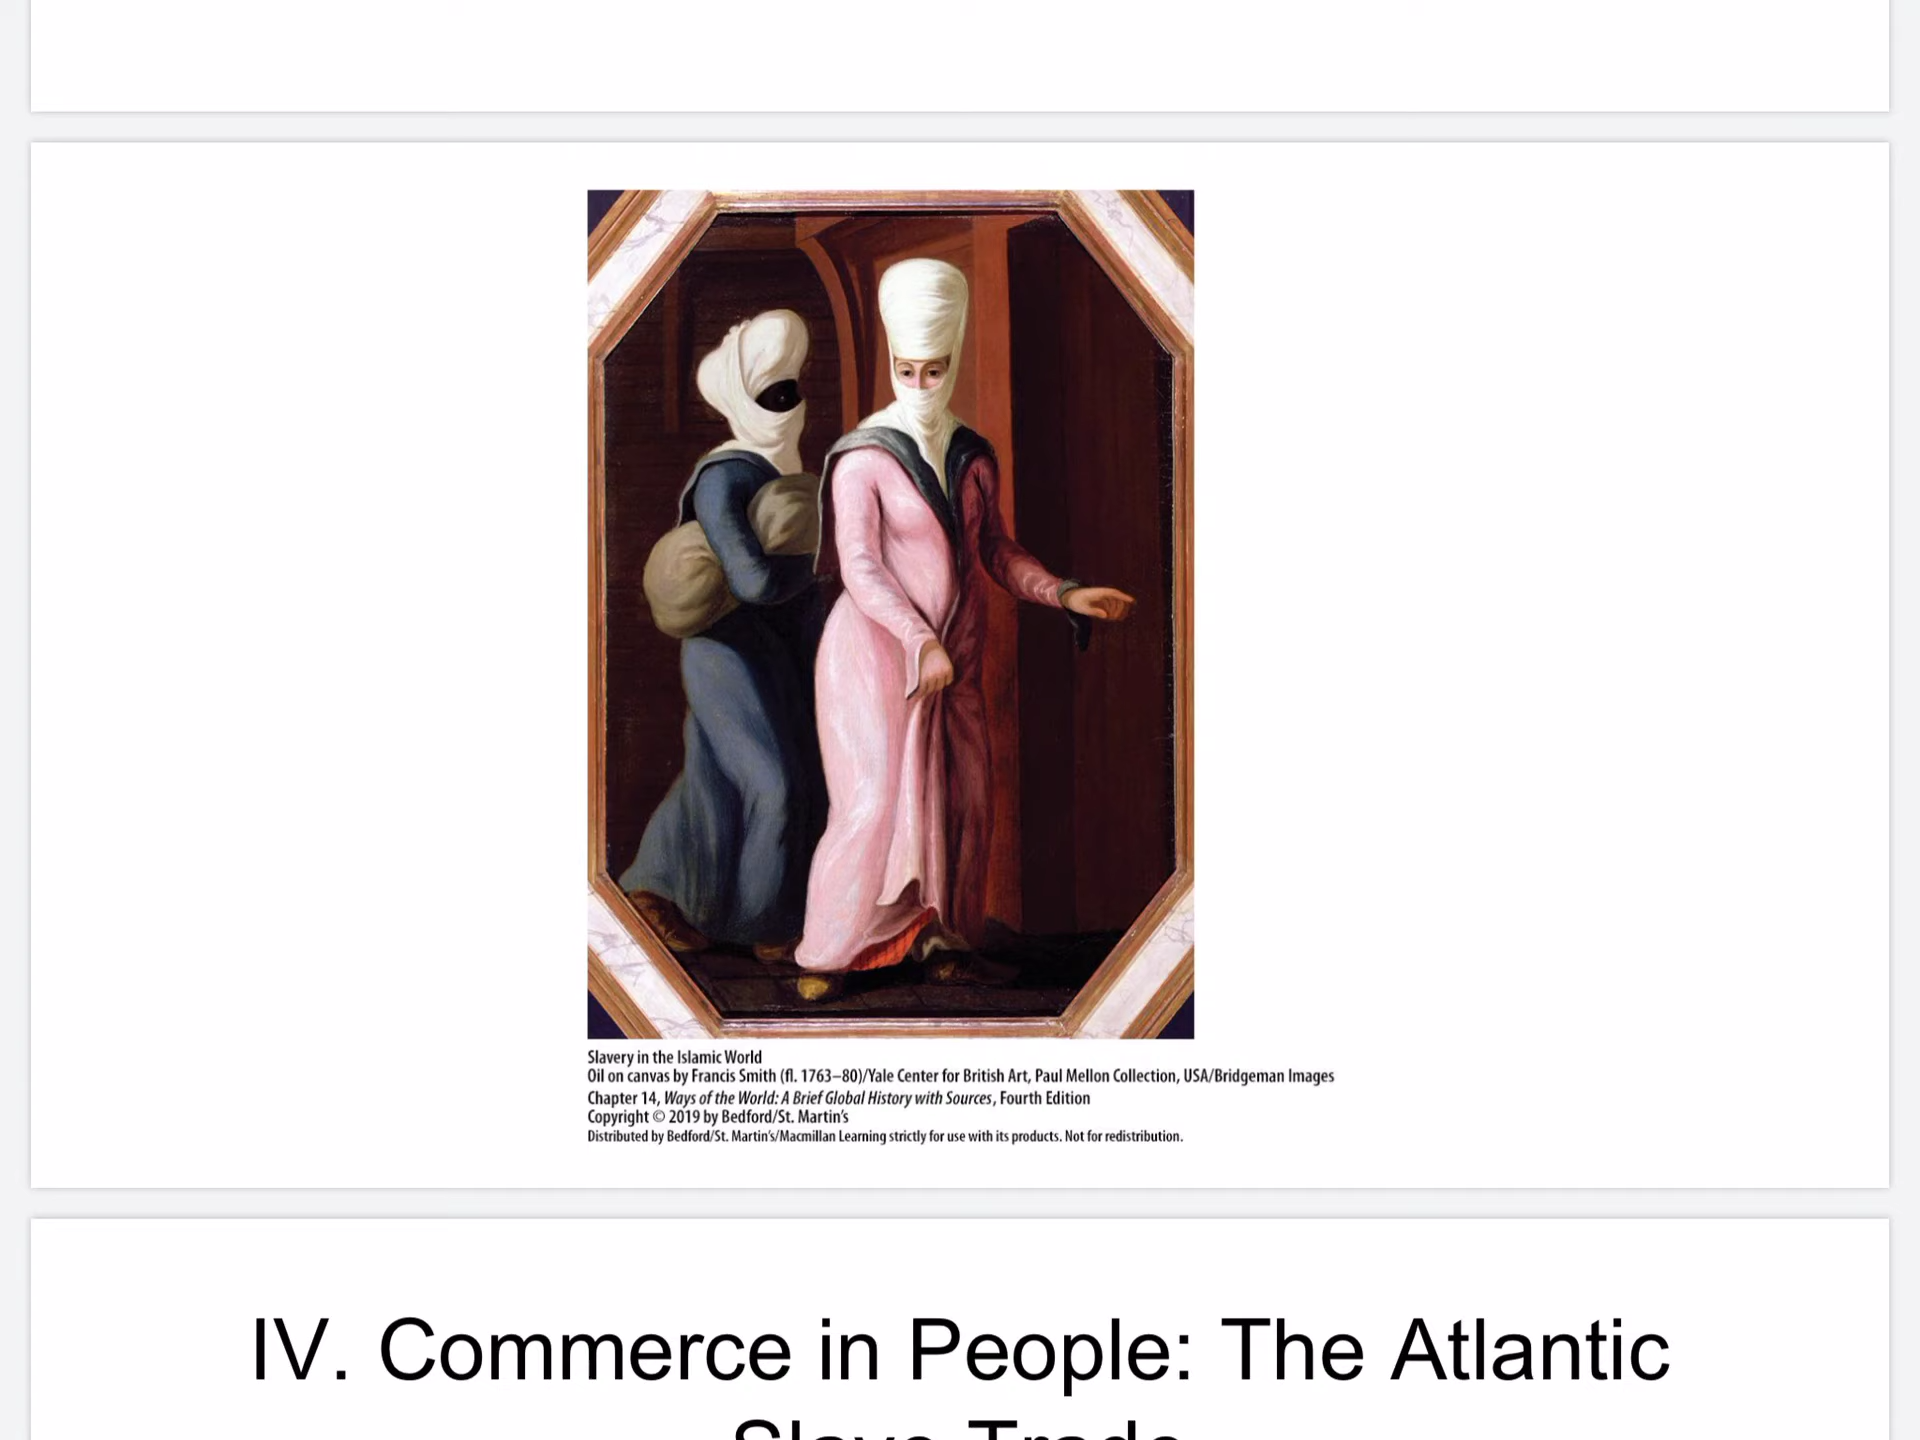 Slavery in the Islamic World
Oil on canvas by Francis Smith (fl. 1763–80)/Yale Center for British Art, Paul Mellon Collection, USA/Bridgeman Images
Chapter 14, Ways of the World: A Brief Global History with Sources, Fourth Edition
Copyright © 2019 by Bedford/St. Martin's
Distributed by Bedford/St. Martin's/Macmillan Learning strictly for use with its products. Not for redistribution.
IV. Commerce in People: The Atlantic
Slave Trade